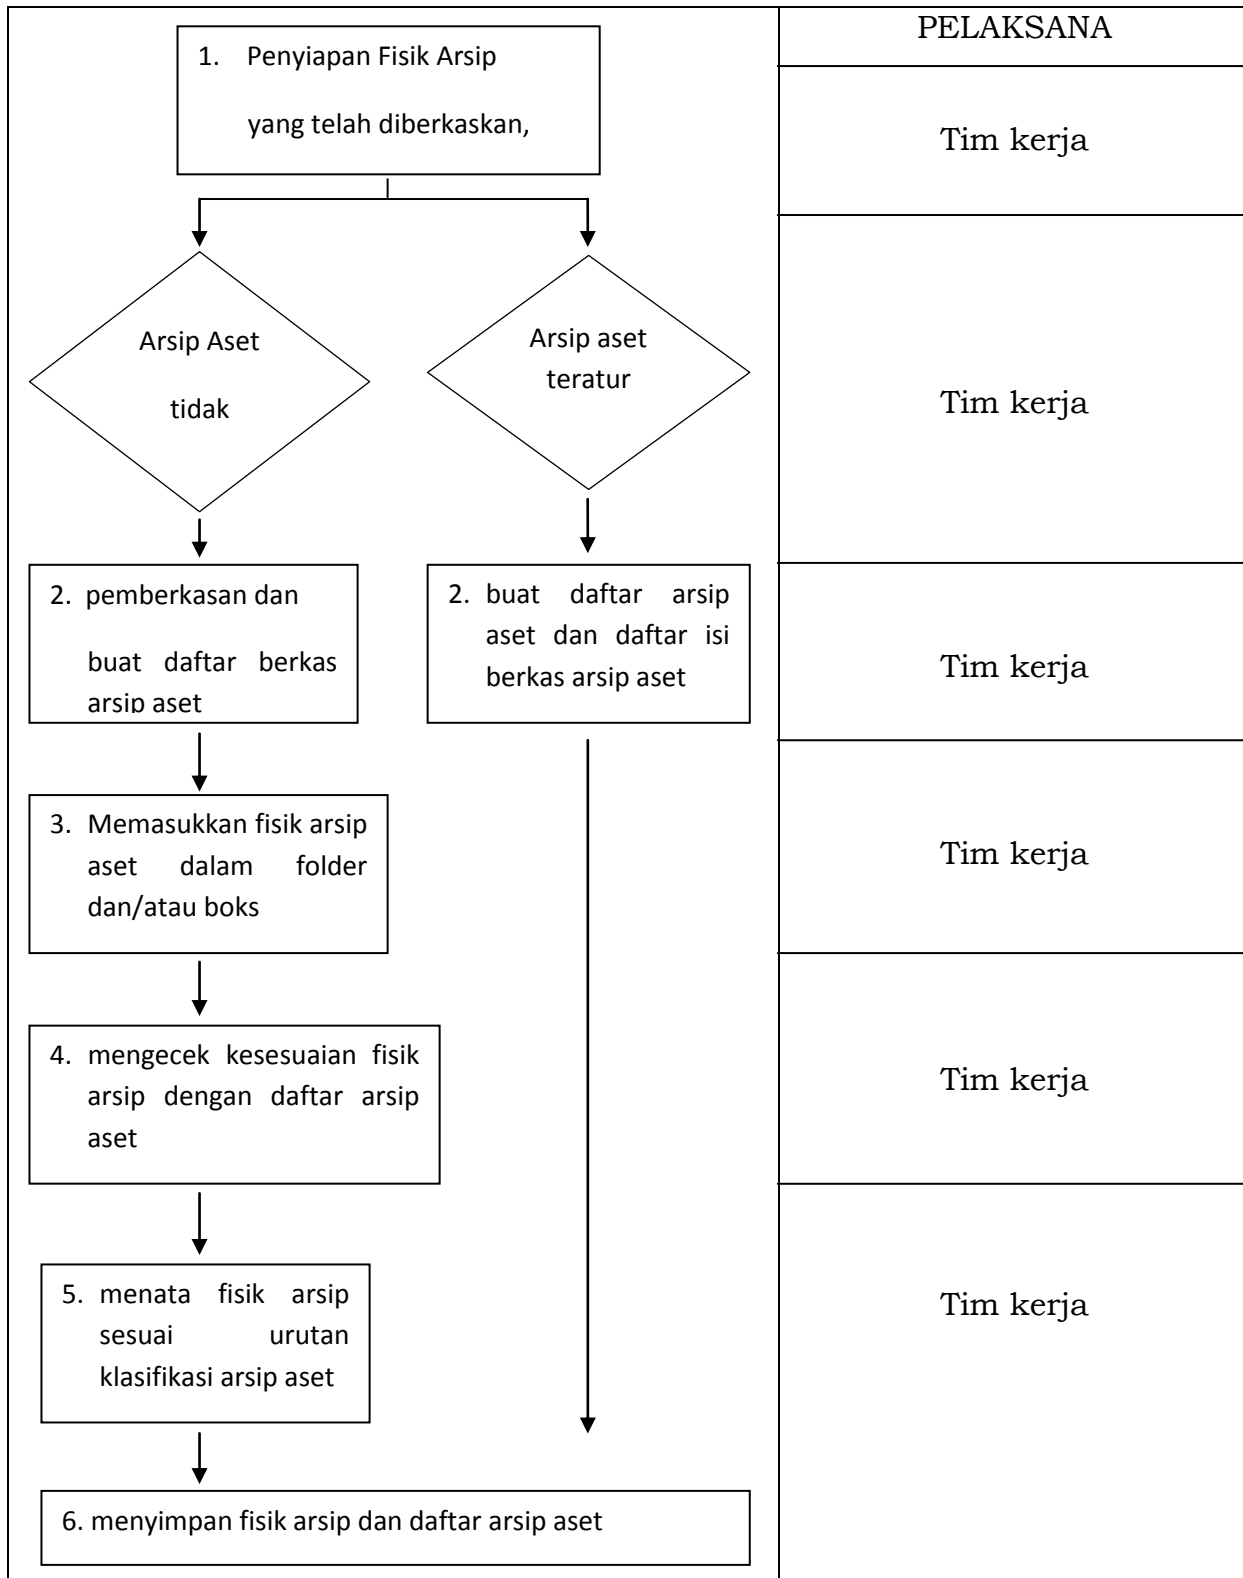 PELAKSANA
1. Penyiapan Fisik Arsip
yang telah diberkaskan,
Tim kerja
Arsip Aset
tidak
Arsip aset
teratur
Tim kerja
2. pemberkasan dan
buat daftar berkas
arsip aset
2. buat daftar arsip
aset dan daftar isi
berkas arsip aset
Tim kerja
3. Memasukkan fisik arsip
aset dalam folder
dan/atau boks
Tim kerja
4. mengecek kesesuaian fisik
arsip dengan daftar arsip
aset
Tim kerja
5. menata fisik arsip
sesuai urutan
klasifikasi arsip aset
Tim kerja
6. menyimpan fisik arsip dan daftar arsip aset